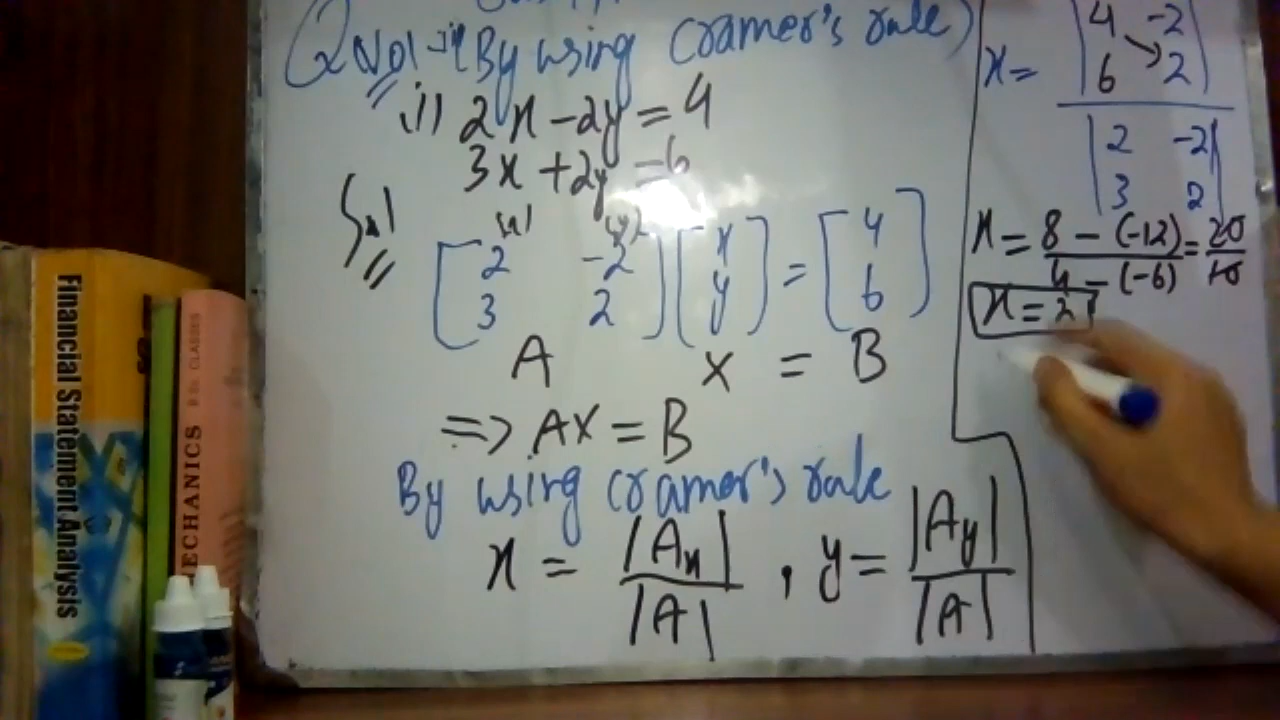 By using Cramer's rule)
(i) 2x - 2y = 4
3x + 2y = 6
Sol
(x) (y)
[2 -2] [x] = [4]
[3 2] [y] = [6]
A X = B
=> AX = B
By using Cramer's rule
x = |Ax| / |A| , y = |Ay| / |A|
x = |4 -2|
|6 2|
|2 -2|
|3 2|
x = 8 - (-12) / 4 - (-6) = 20 / 10
x = 2
Financial Statement Analysis
MECHANICS B.Sc CLASSES